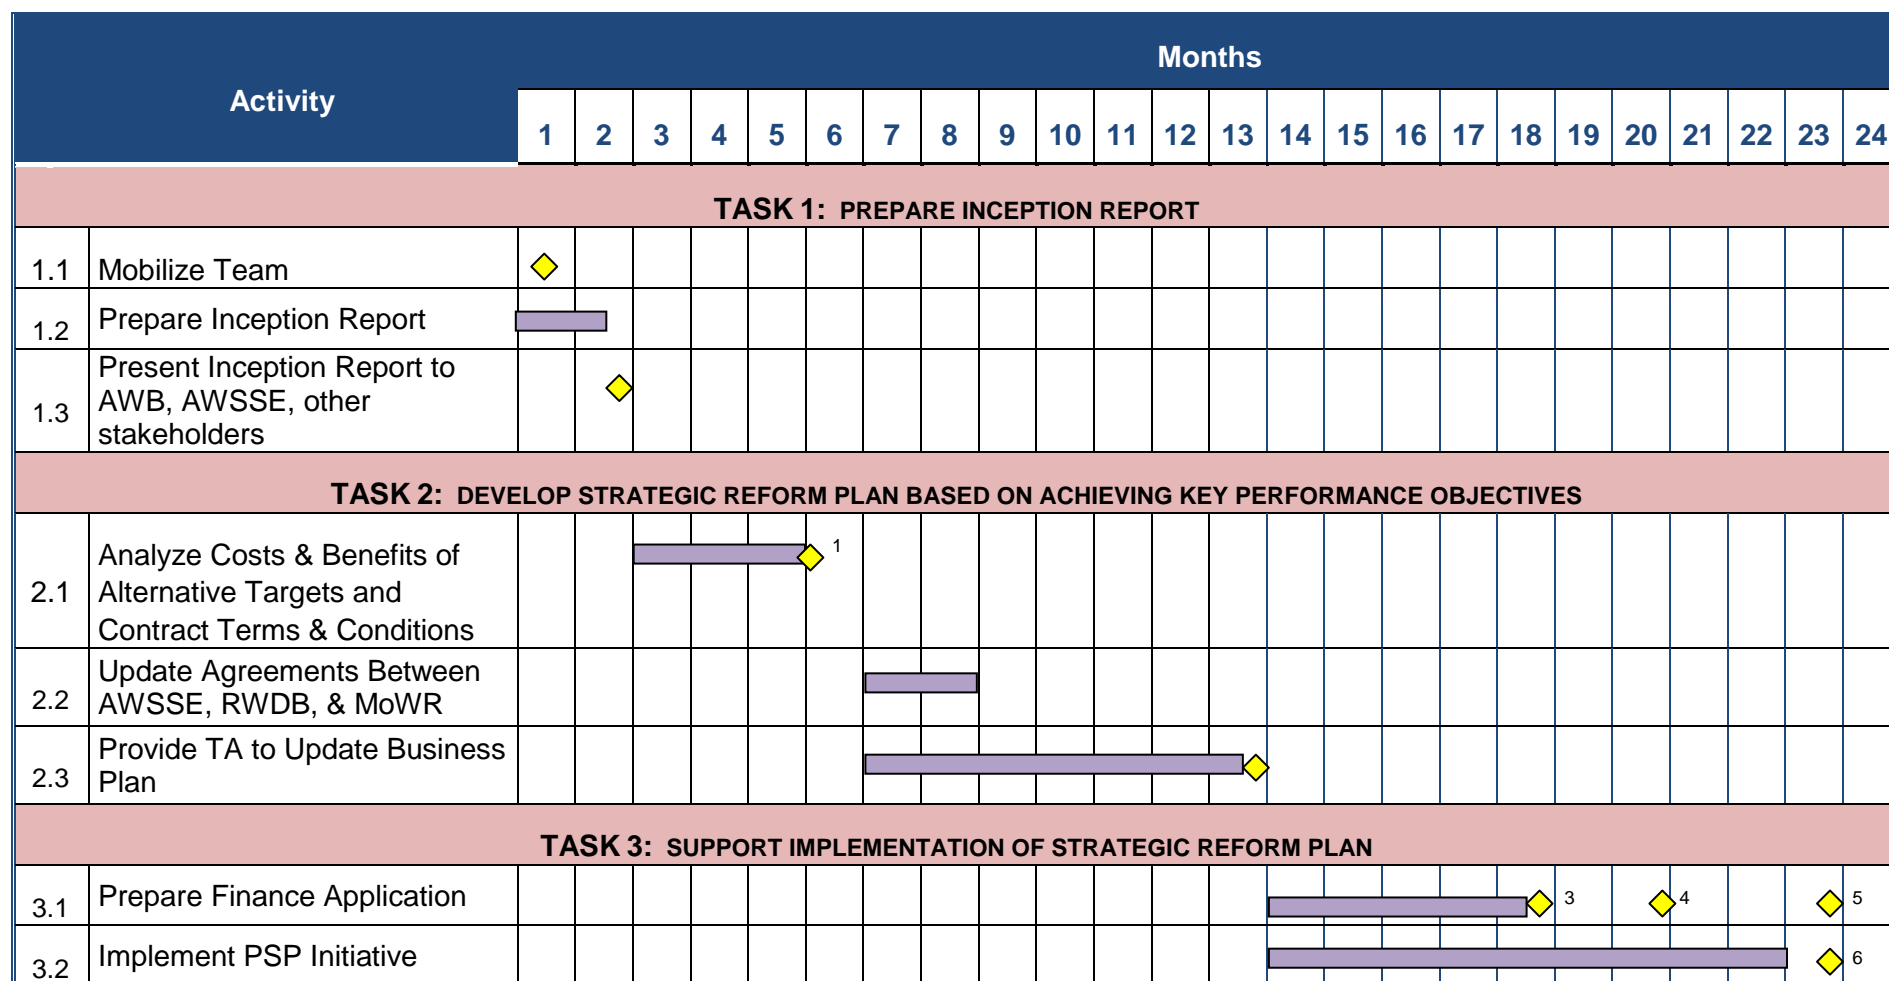 Months
Activity
1 2 3 4 5 6 7 8 9 10 11 12 13 14 15 16 17 18 19 20 21 22 23 24
TASK 1: PREPARE INCEPTION REPORT
1.1 Mobilize Team
1.2 Prepare Inception Report
1.3 Present Inception Report to
AWB, AWSSE, other
stakeholders
TASK 2: DEVELOP STRATEGIC REFORM PLAN BASED ON ACHIEVING KEY PERFORMANCE OBJECTIVES
2.1 Analyze Costs & Benefits of
Alternative Targets and
Contract Terms & Conditions
1
2.2 Update Agreements Between
AWSSE, RWDB, & MoWR
2.3 Provide TA to Update Business
Plan
TASK 3: SUPPORT IMPLEMENTATION OF STRATEGIC REFORM PLAN
3.1 Prepare Finance Application 3 4 5
3.2 Implement PSP Initiative 6